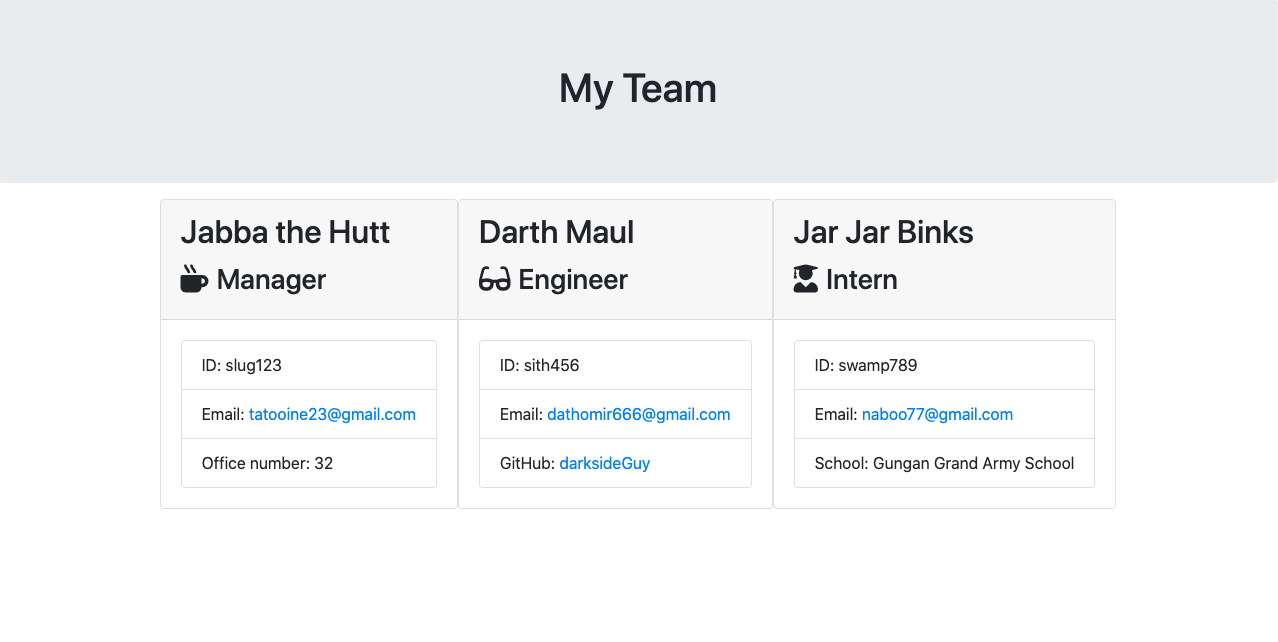 My Team
Jabba the Hutt
Manager
ID: slug123
Email: tatooine23@gmail.com
Office number: 32
Darth Maul
Engineer
ID: sith456
Email: dathomir666@gmail.com
GitHub: darksideGuy
Jar Jar Binks
Intern
ID: swamp789
Email: naboo77@gmail.com
School: Gungan Grand Army School